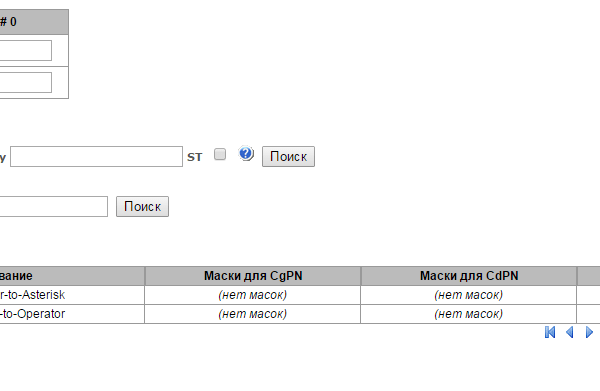 # 0
у ST Поиск
Поиск
вание Маски для CgPN Маски для CdPN
r-to-Asterisk (нет масок) (нет масок)
-to-Operator (нет масок) (нет масок)